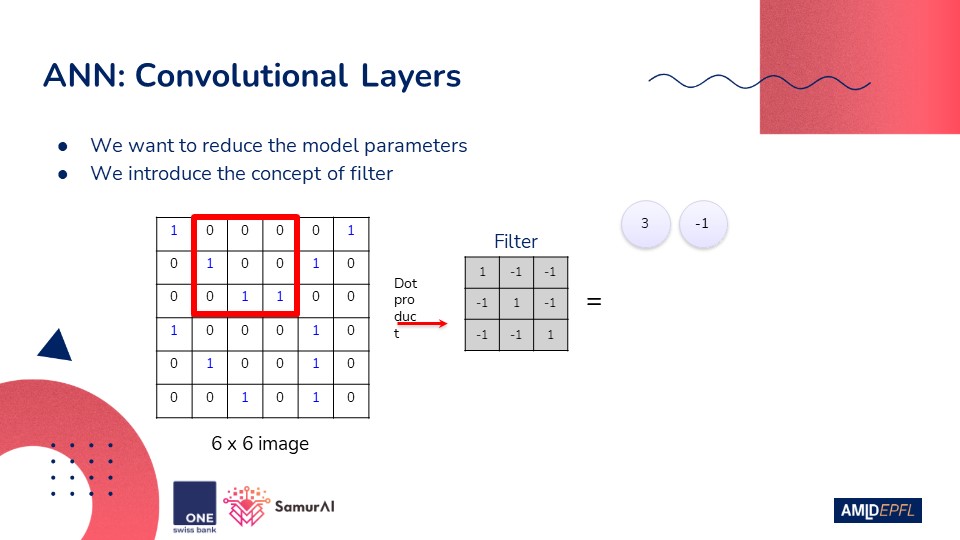 ANN: Convolutional Layers
● We want to reduce the model parameters
● We introduce the concept of filter
1 0 0 0 0 1
0 1 0 0 1 0
0 0 1 1 0 0
1 0 0 0 1 0
0 1 0 0 1 0
0 0 1 0 1 0
6 x 6 image
Dot
pro
duc
t
Filter
1 -1 -1
-1 1 -1
-1 -1 1
=
3 -1
ONE
swiss bank
SamurAI
AMLDEPFL